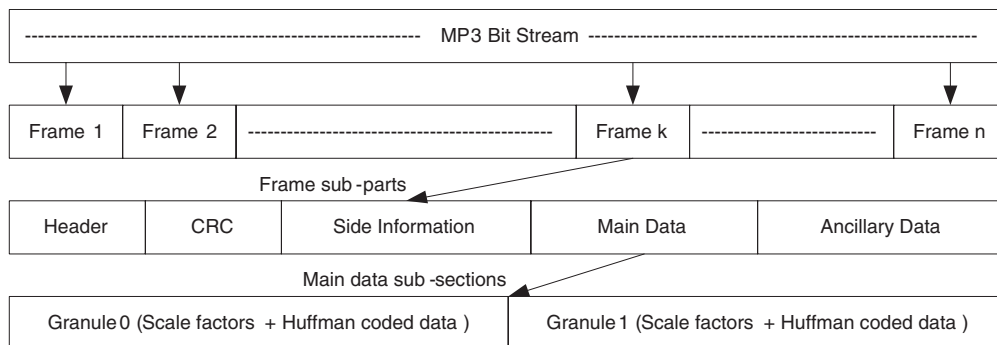 MP3 Bit Stream
Frame 1 Frame 2 Frame k Frame n
Frame sub-parts
Header CRC Side Information Main Data Ancillary Data
Main data sub-sections
Granule 0 (Scale factors + Huffman coded data ) Granule 1 (Scale factors + Huffman coded data )